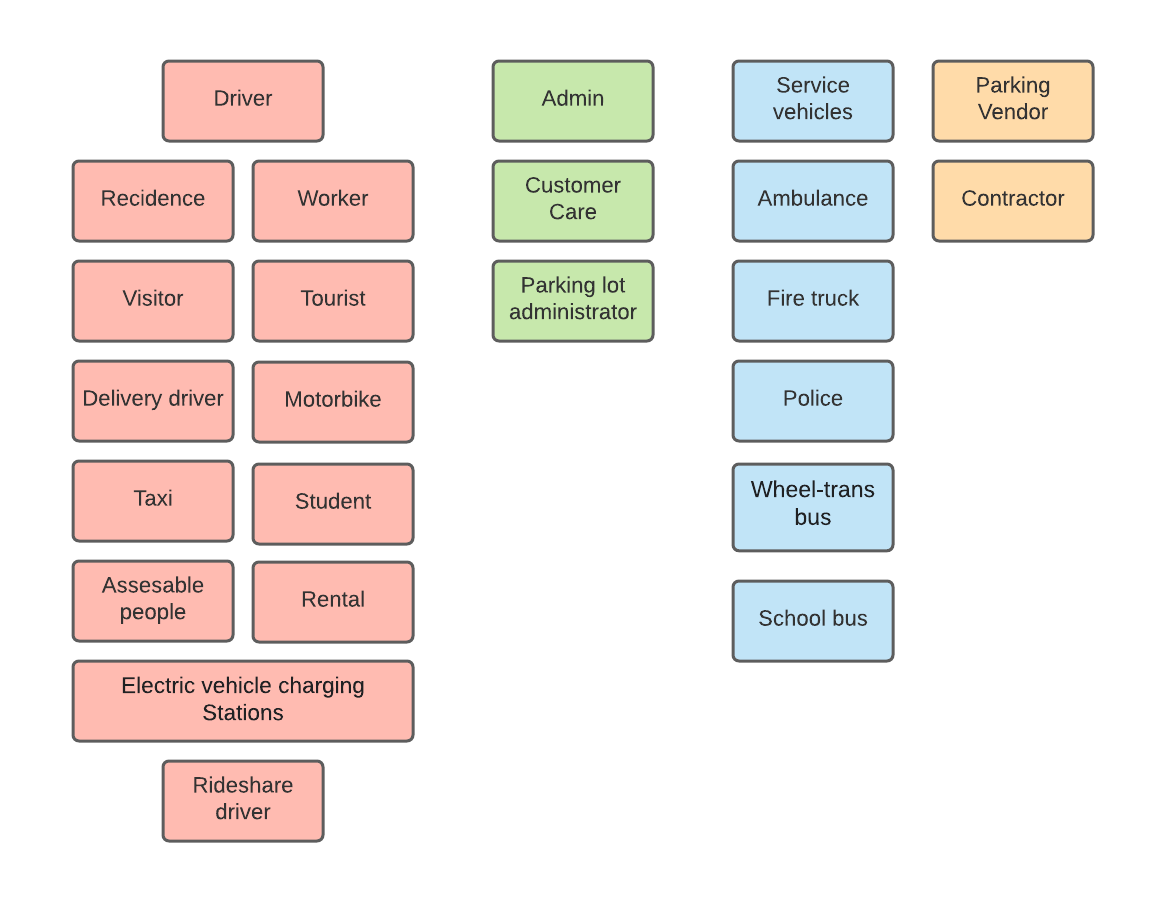 Driver
Recidence
Worker
Visitor
Tourist
Delivery driver
Motorbike
Taxi
Student
Assesable
people
Rental
Electric vehicle charging
Stations
Rideshare
driver
Admin
Customer
Care
Parking lot
administrator
Service
vehicles
Ambulance
Fire truck
Police
Wheel-trans
bus
School bus
Parking
Vendor
Contractor